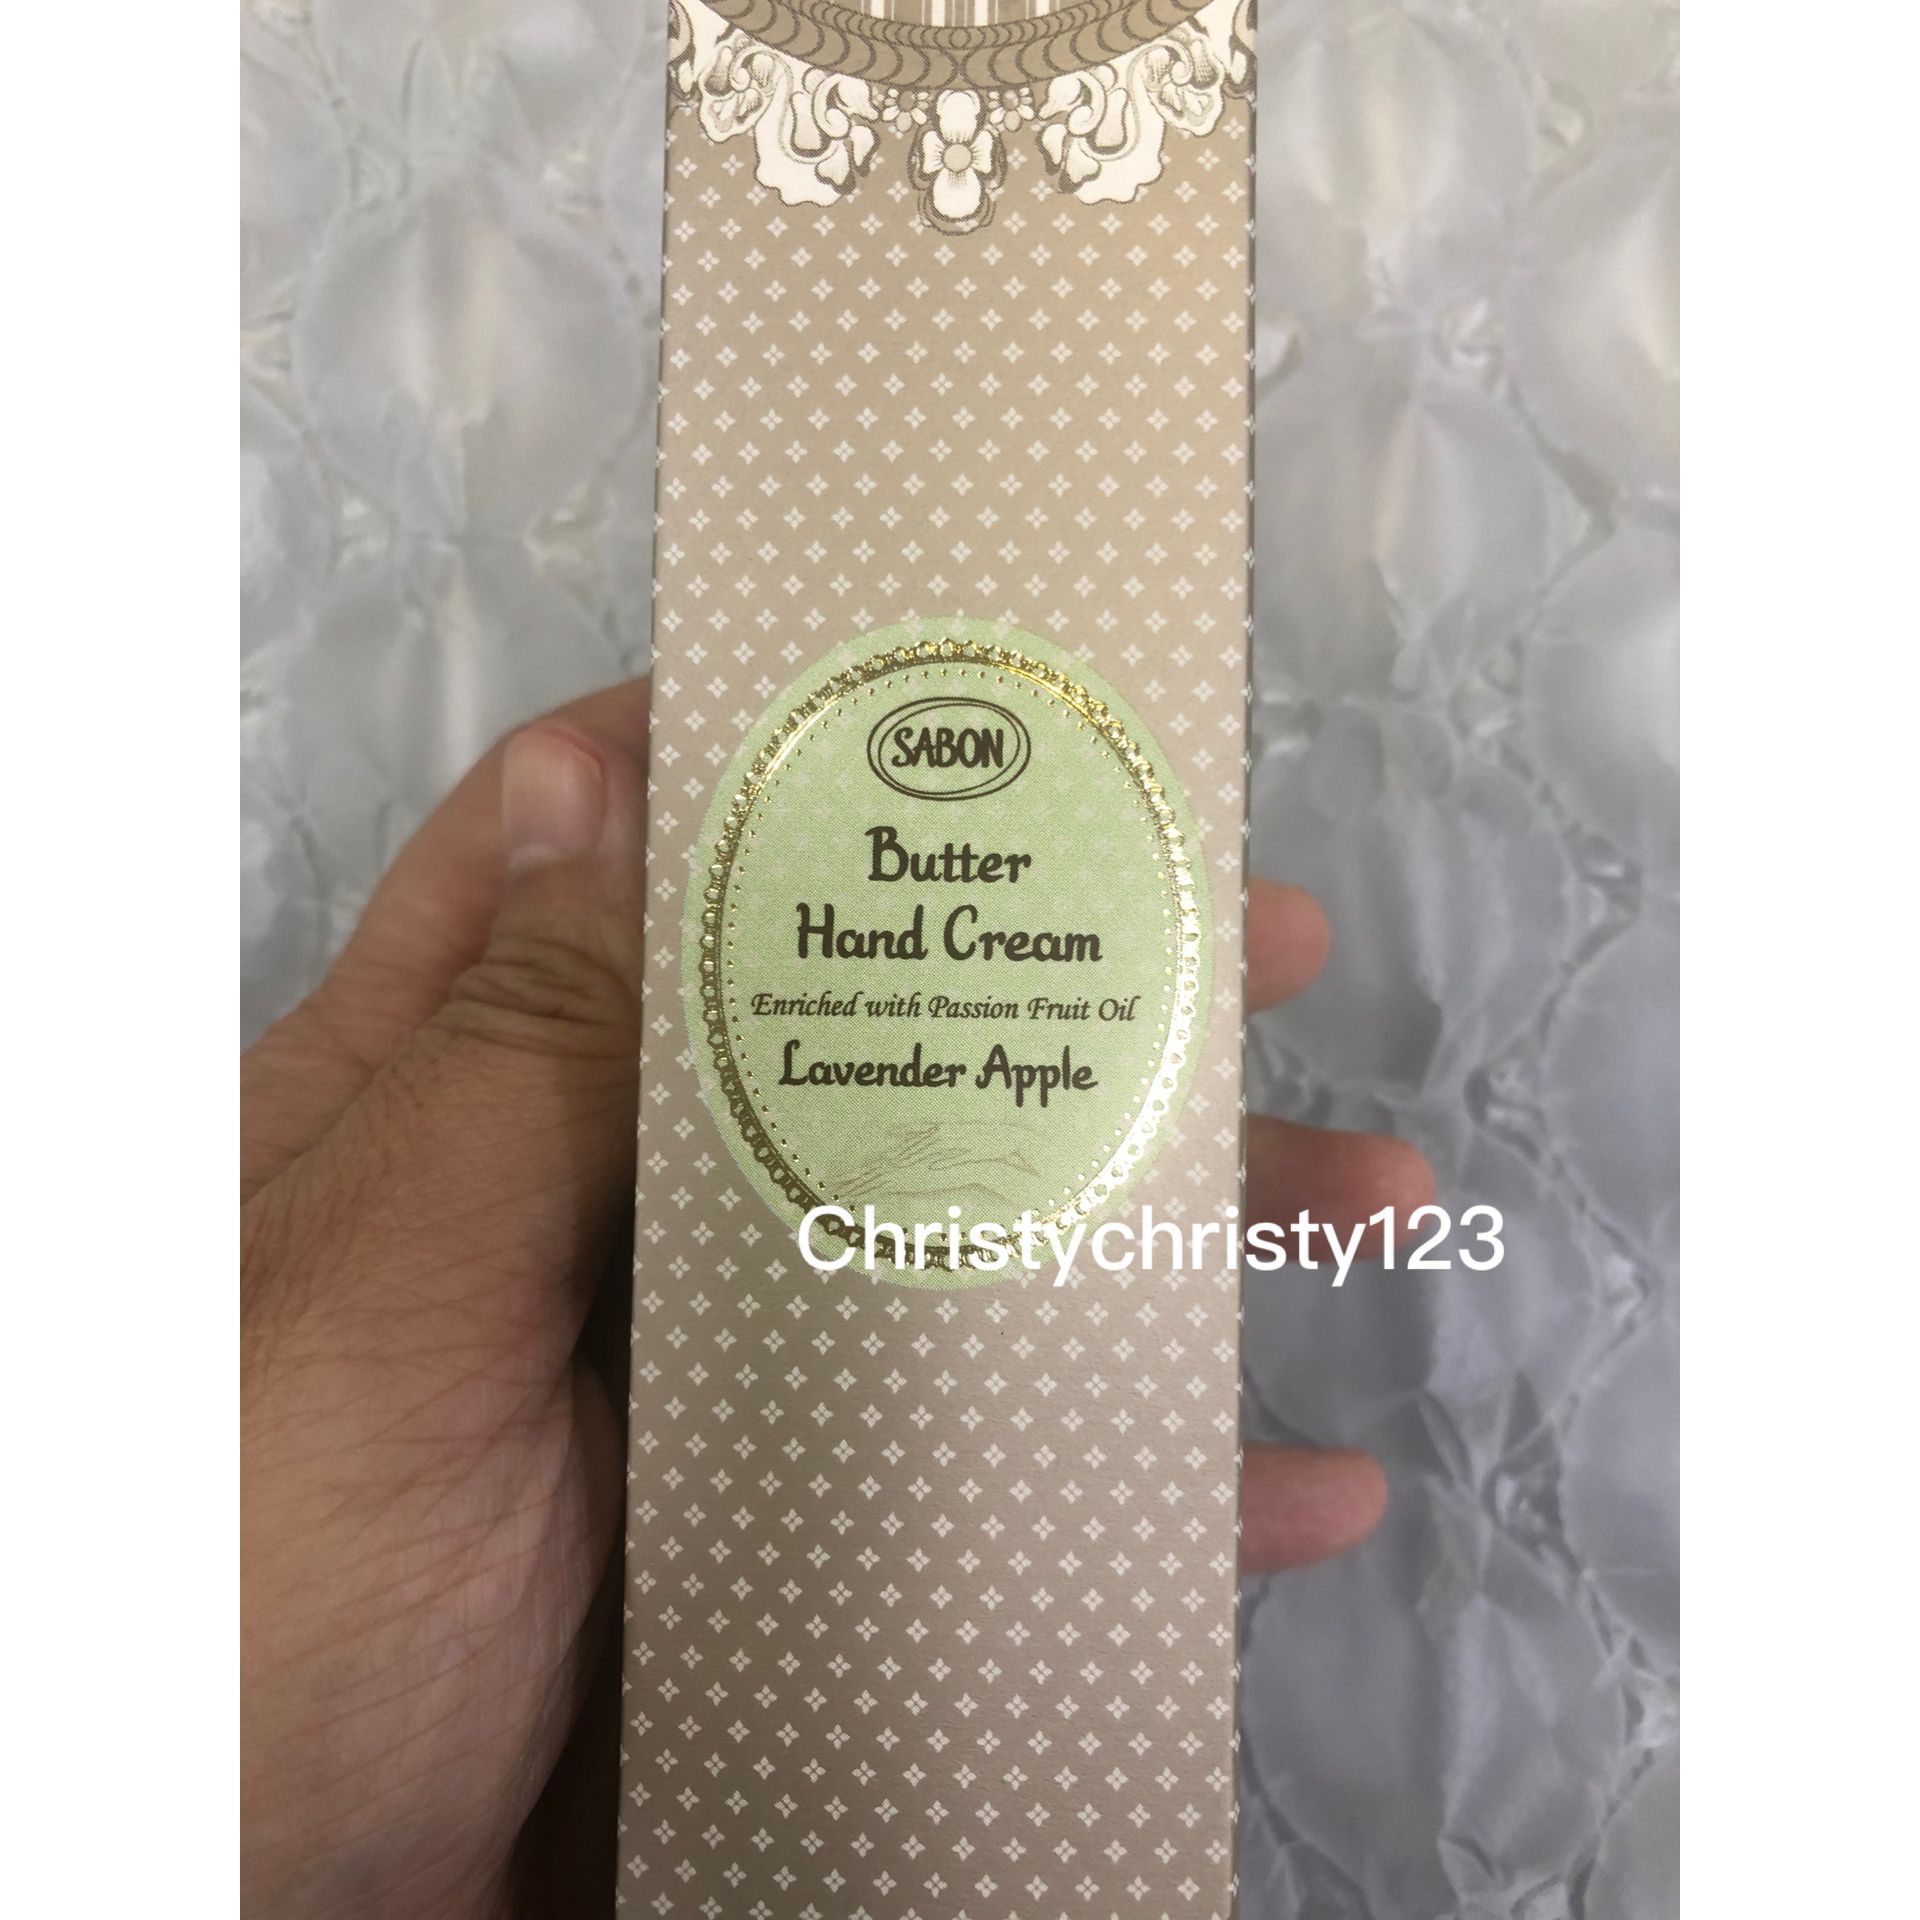 SABON
Butter
Hand Cream
Enriched with Passion Fruit Oil
Lavender Apple
Christychristy123